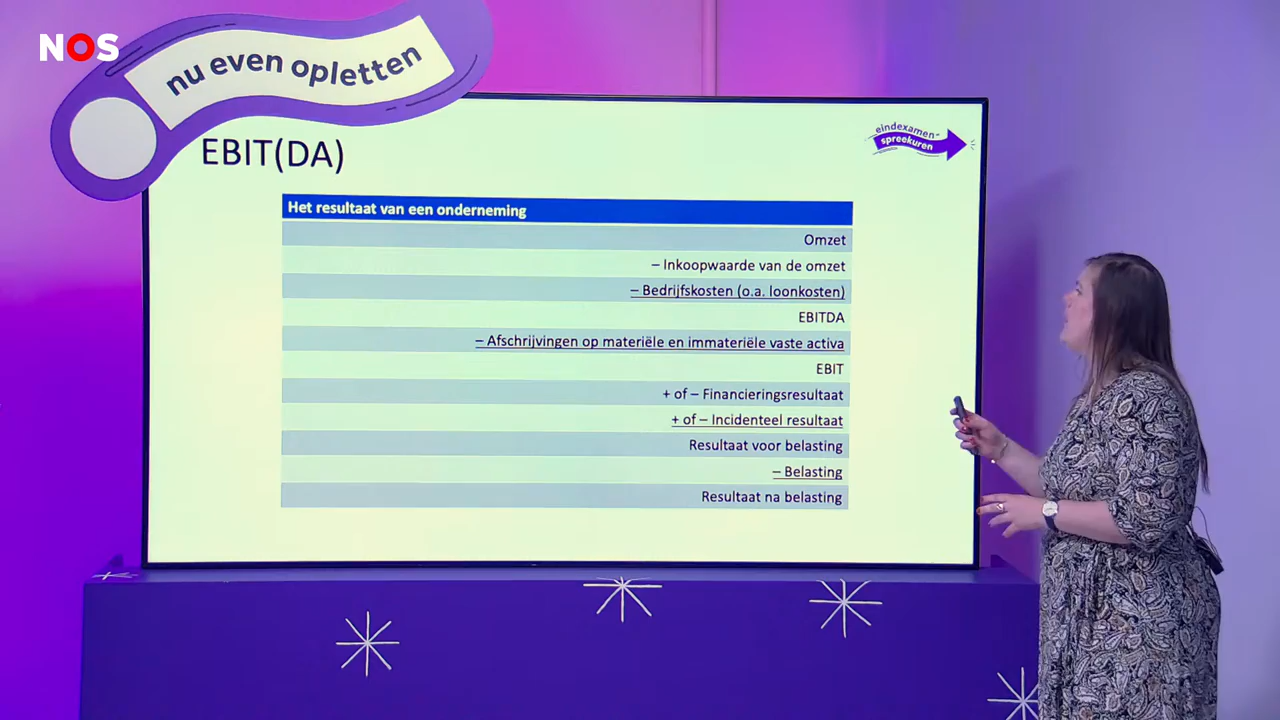 NOS
nu even opletten
EBIT(DA)
eindexamen-
spreekuren
Het resultaat van een onderneming
Omzet
– Inkoopwaarde van de omzet
– Bedrijfskosten (o.a. loonkosten)
EBITDA
– Afschrijvingen op materiële en immateriële vaste activa
EBIT
+ of – Financieringsresultaat
+ of – Incidenteel resultaat
Resultaat voor belasting
– Belasting
Resultaat na belasting